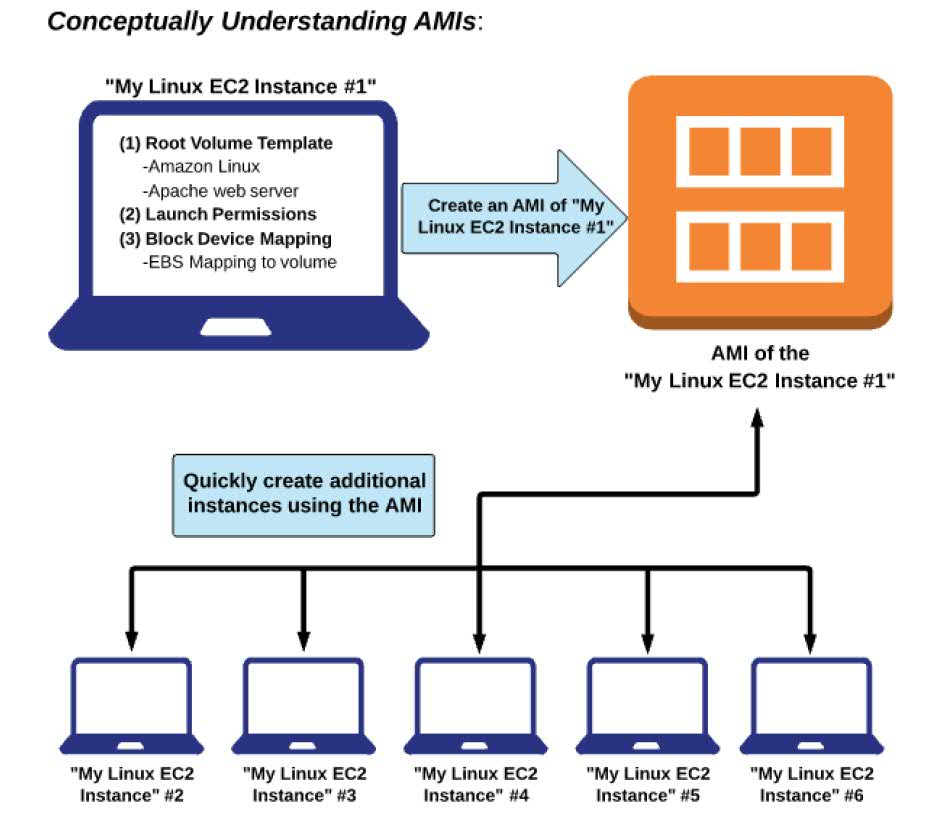 Conceptually Understanding AMIs:
"My Linux EC2 Instance #1"
(1) Root Volume Template
-Amazon Linux
-Apache web server
(2) Launch Permissions
(3) Block Device Mapping
-EBS Mapping to volume
Create an AMI of "My
Linux EC2 Instance #1"
AMI of the
"My Linux EC2 Instance #1"
Quickly create additional
instances using the AMI
"My Linux EC2
Instance" #2
"My Linux EC2
Instance" #3
"My Linux EC2
Instance" #4
"My Linux EC2
Instance" #5
"My Linux EC2
Instance" #6